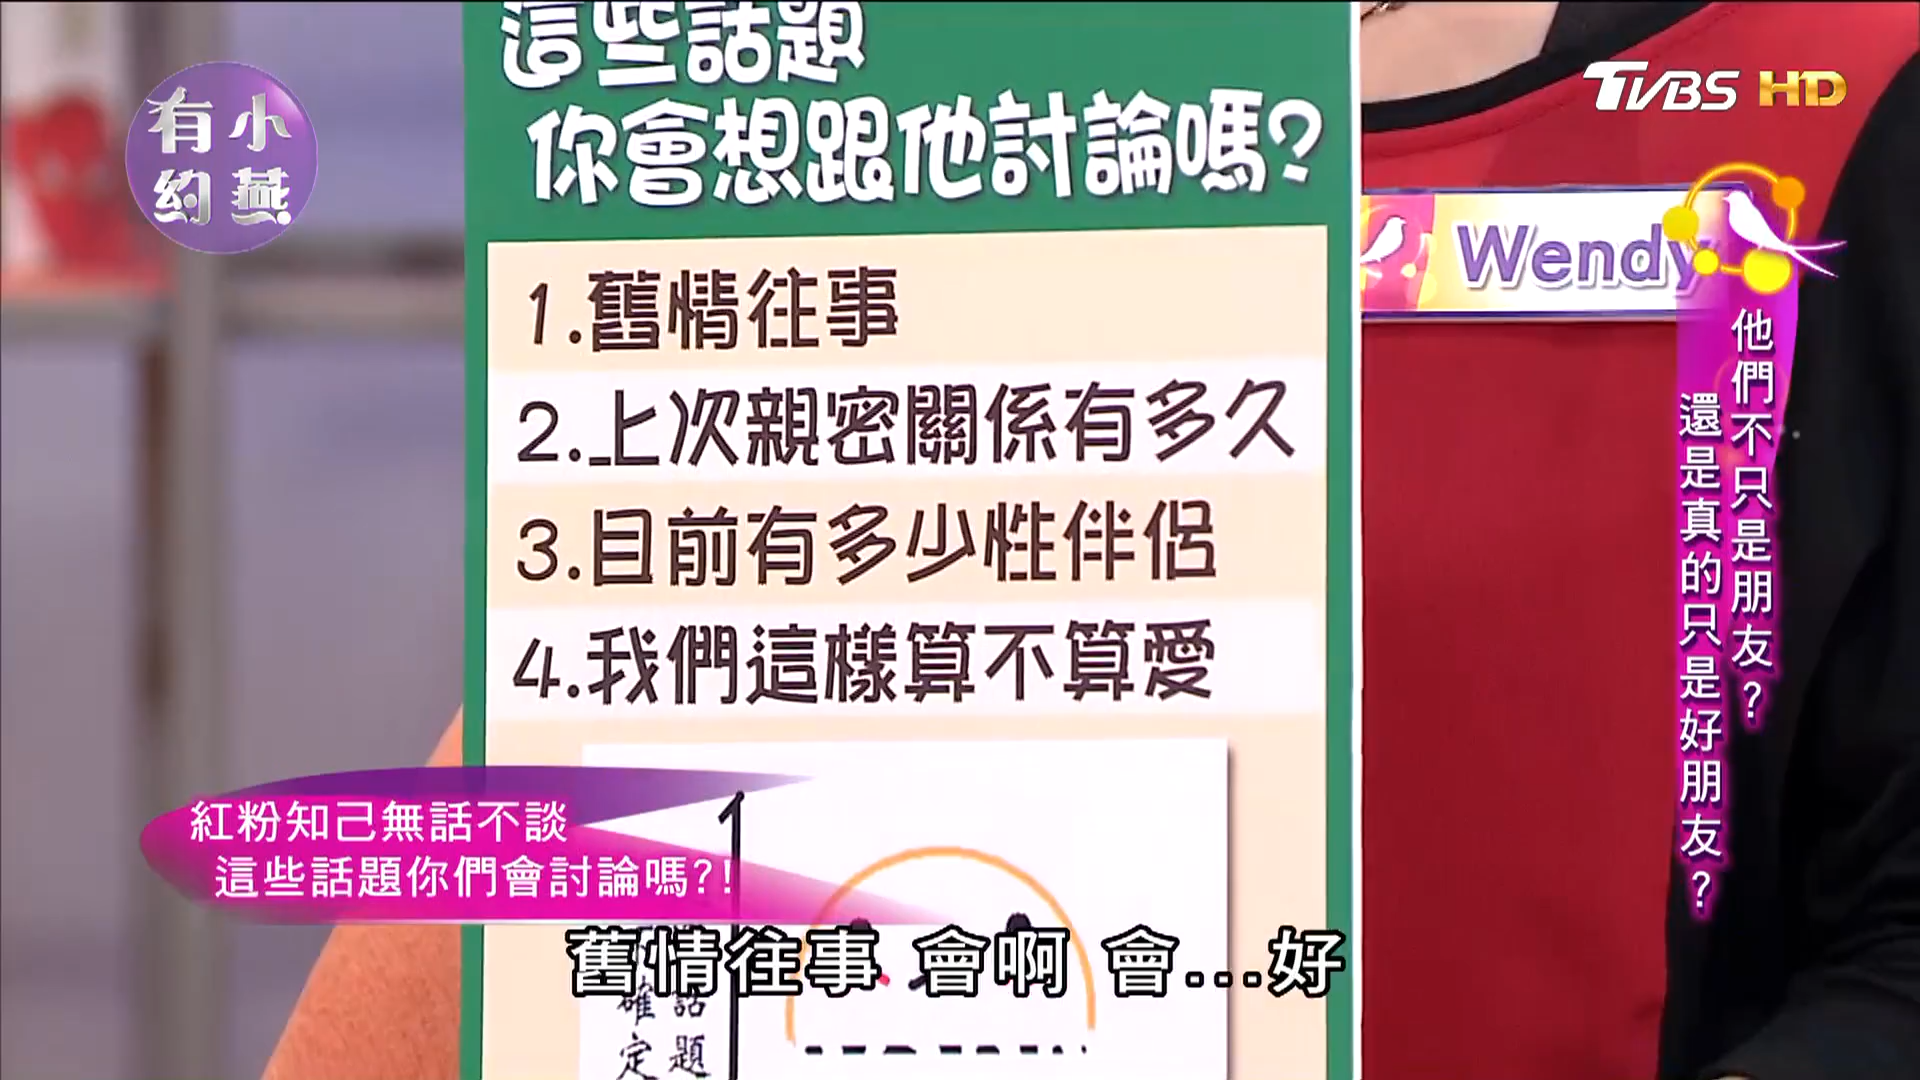 這些話題
你會想跟他討論嗎?
1.舊情往事
2.上次親密關係有多久
3.目前有多少性伴侶
4.我們這樣算不算愛
小燕
有約
TVBS HD
Wendy
他們不只是朋友?
還是真的只是好朋友?
紅粉知己無話不談
這些話題你們會討論嗎?!
話題
確定
舊情往事 會啊 會...好